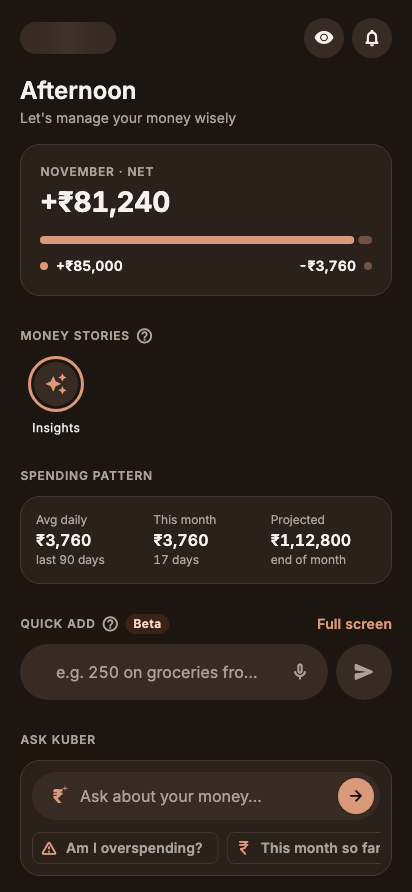 Afternoon
Let's manage your money wisely
NOVEMBER · NET
+₹81,240
+₹85,000
-₹3,760
MONEY STORIES
Insights
SPENDING PATTERN
Avg daily
₹3,760
last 90 days
This month
₹3,760
17 days
Projected
₹1,12,800
end of month
QUICK ADD
Beta
Full screen
e.g. 250 on groceries fro...
ASK KUBER
₹ Ask about your money...
Am I overspending?
₹ This month so far